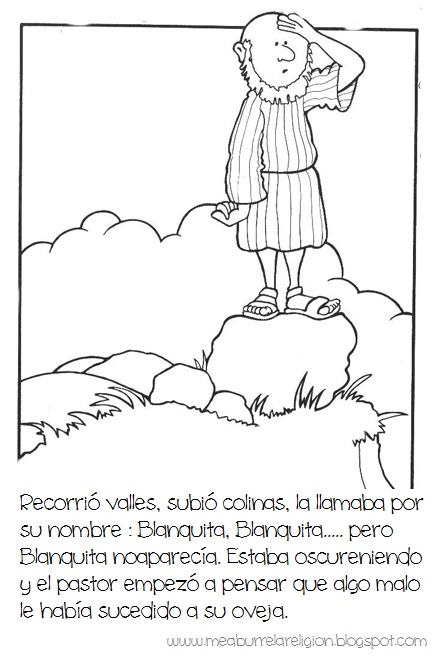 Recorrió valles, subió colinas, la llamaba por
su nombre : Blanquita, Blanquita..... pero
Blanquita noaparecía. Estaba oscureniendo
y el pastor empezó a pensar que algo malo
le había sucedido a su oveja.
www.meaburrelareligion.blogspot.com